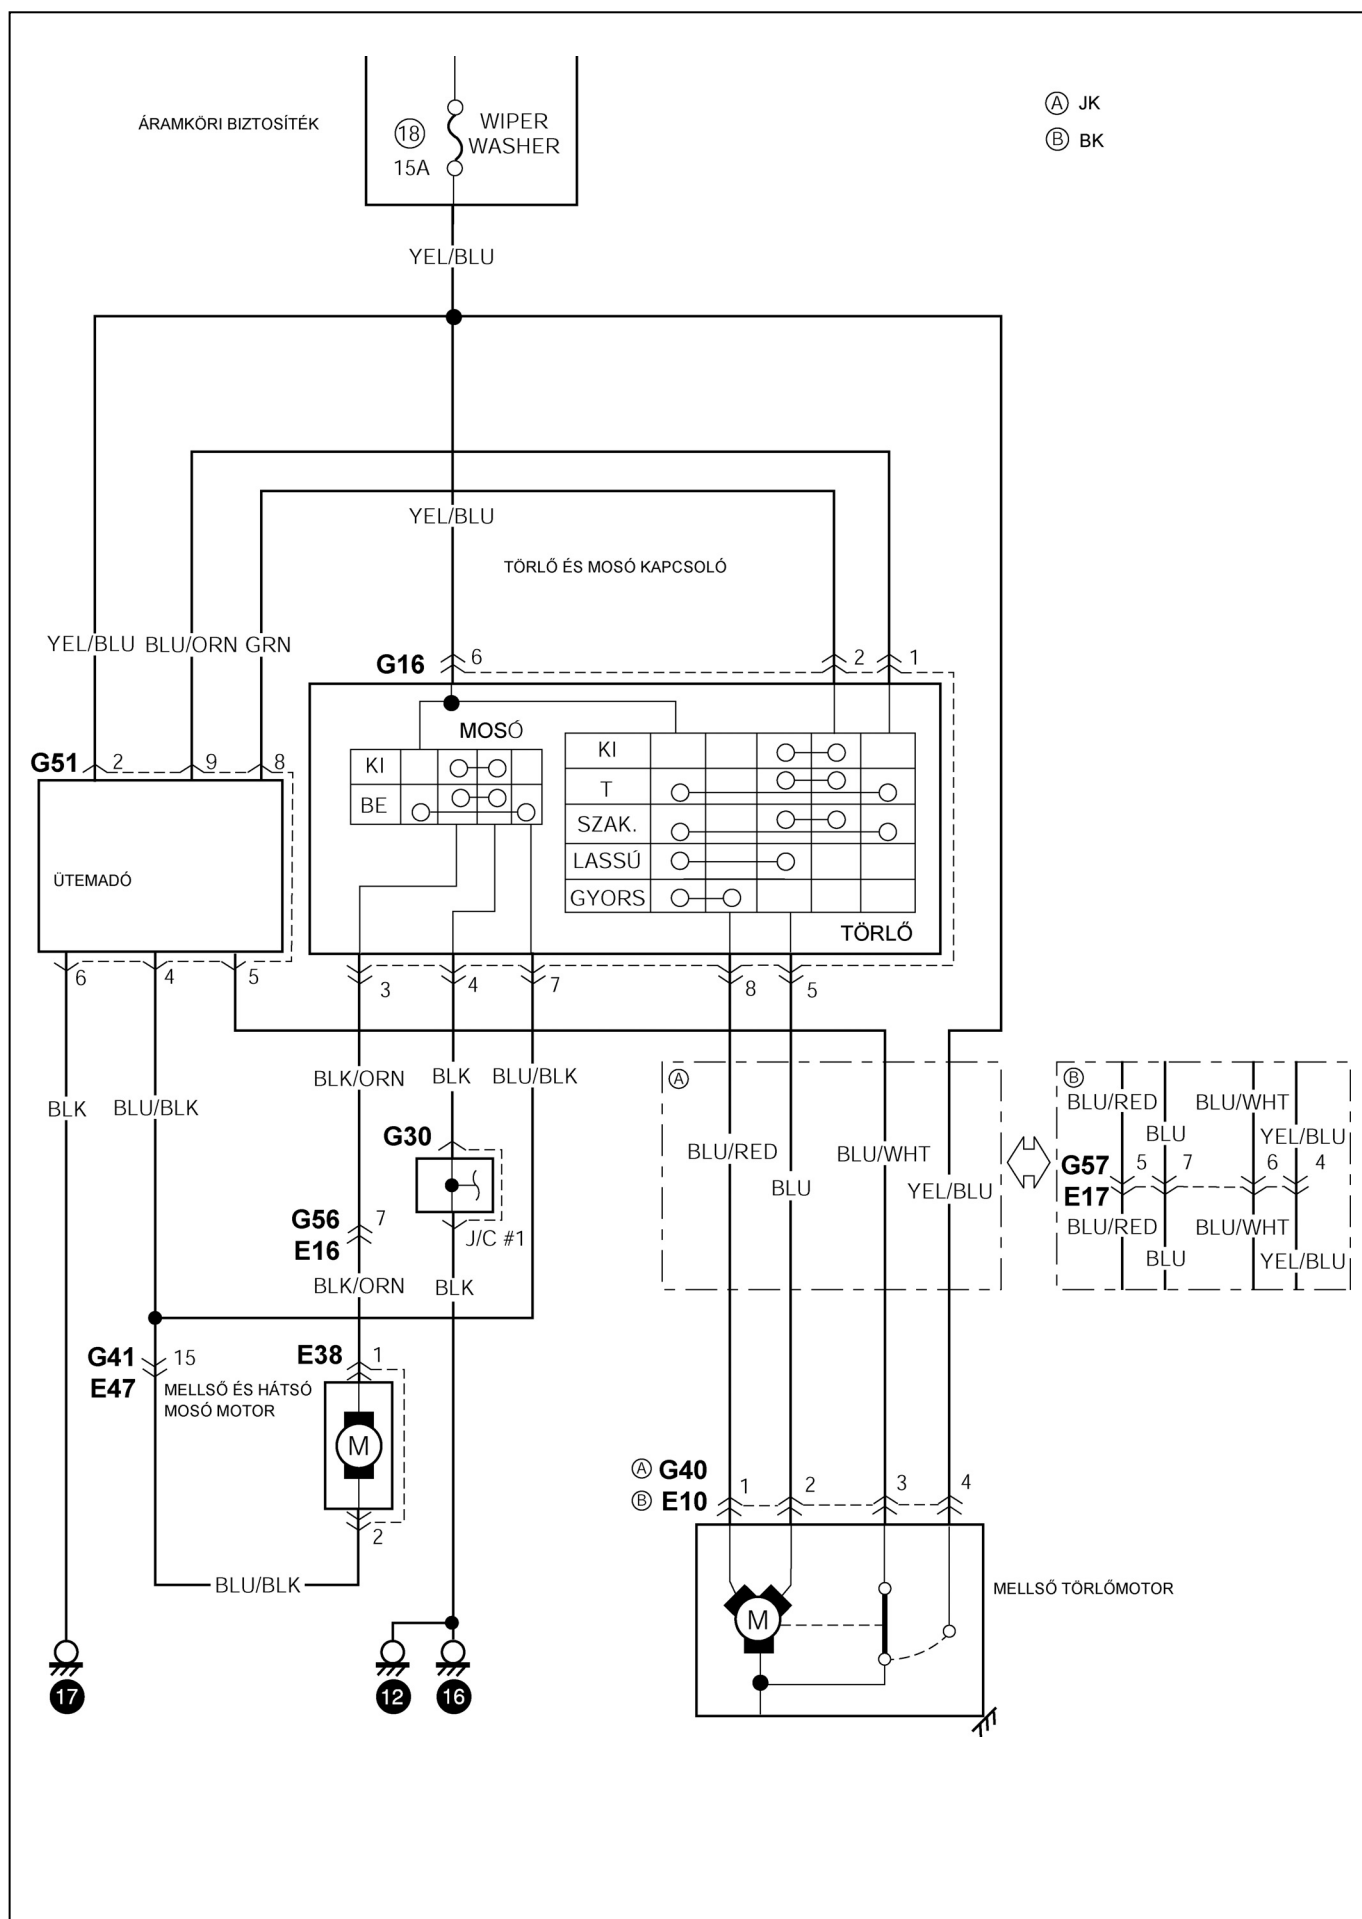 Ⓐ JK
ÁRAMKÖRI BIZTOSÍTÉK
18
15A
WIPER
WASHER
Ⓑ BK
YEL/BLU
YEL/BLU
TÖRLŐ ÉS MOSÓ KAPCSOLÓ
YEL/BLU BLU/ORN GRN
G16 6 2 1
MOSÓ
KI
BE
KI
T
SZAK.
LASSÚ
GYORS
TÖRLŐ
G51 2 9 8
ÜTEMADÓ
6 4 5
3 4 7 8 5
BLK/ORN BLK BLU/BLK
BLK BLU/BLK
Ⓐ
BLU/RED
BLU
BLU/WHT
YEL/BLU
Ⓑ
BLU/RED BLU/WHT
BLU YEL/BLU
G57 5 7 6 4
E17
BLU/RED BLU/WHT
BLU YEL/BLU
G30
J/C #1
G56 7
E16
BLK/ORN BLK
G41 15
E47
E38 1
MELLSŐ ÉS HÁTSÓ
MOSÓ MOTOR
M
2
BLU/BLK
Ⓐ G40
Ⓑ E10
1 2 3 4
M
MELLSŐ TÖRLŐMOTOR
17 12 16